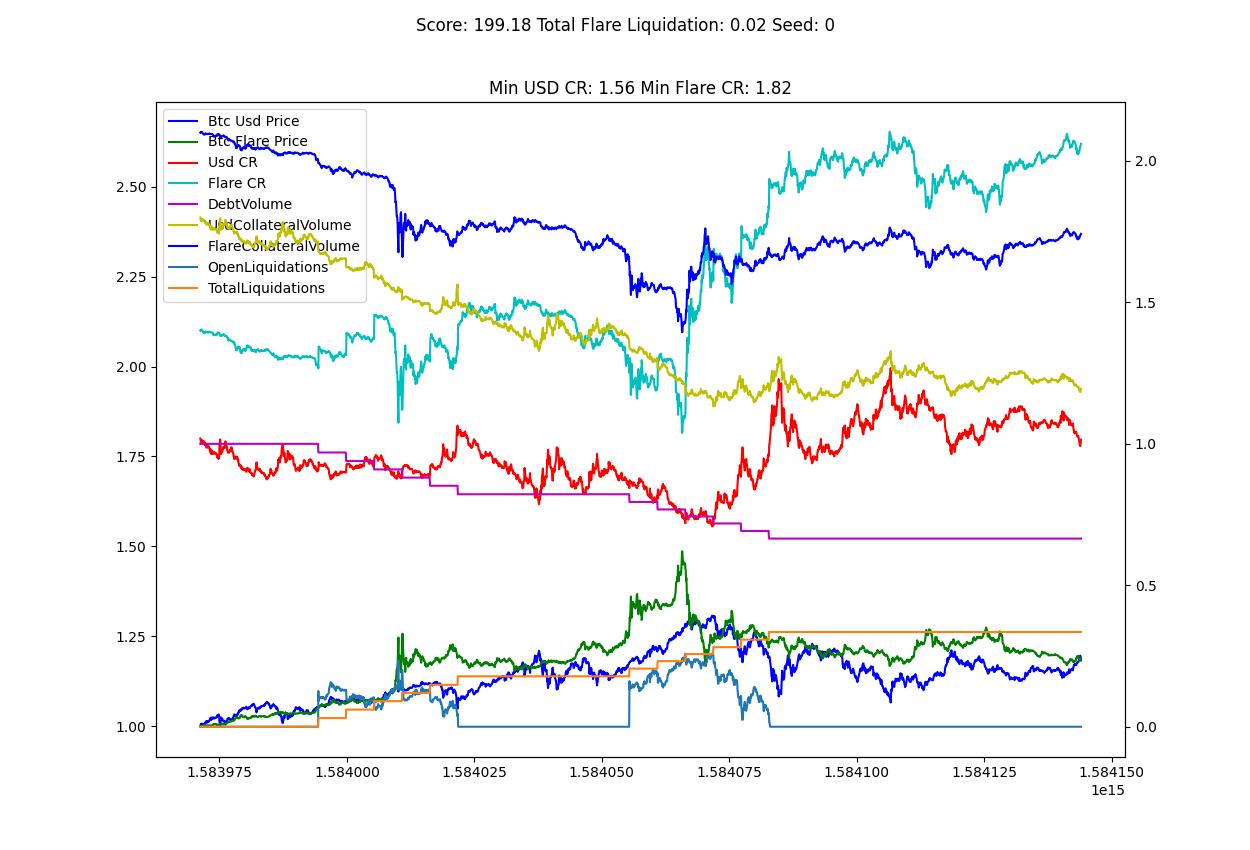 Score: 199.18 Total Flare Liquidation: 0.02 Seed: 0
Min USD CR: 1.56 Min Flare CR: 1.82
Btc Usd Price
Btc Flare Price
Usd CR
Flare CR
DebtVolume
UsdCollateralVolume
FlareCollateralVolume
OpenLiquidations
TotalLiquidations
2.50
2.25
2.00
1.75
1.50
1.25
1.00
2.0
1.5
1.0
0.5
0.0
1.583975
1.584000
1.584025
1.584050
1.584075
1.584100
1.584125
1.584150
1e15